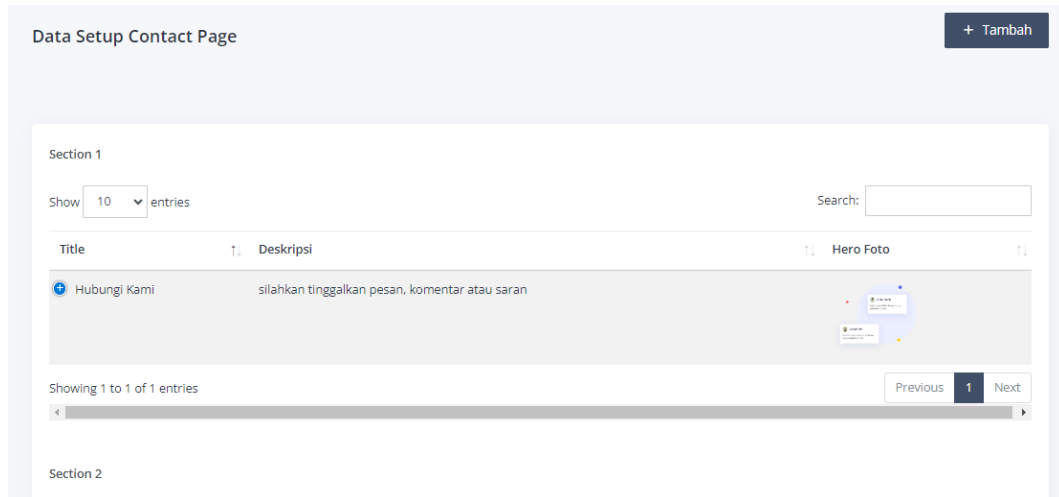 Data Setup Contact Page
+ Tambah
Section 1
Show 10 entries
Search:
Title Deskripsi Hero Foto
Hubungi Kami silahkan tinggalkan pesan, komentar atau saran
Showing 1 to 1 of 1 entries
Previous 1 Next
Section 2